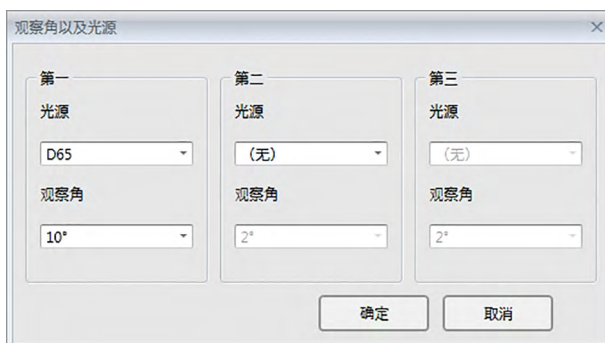 观察角以及光源
第一
光源
D65
观察角
10°
第二
光源
（无）
观察角
2°
第三
光源
（无）
观察角
2°
确定
取消